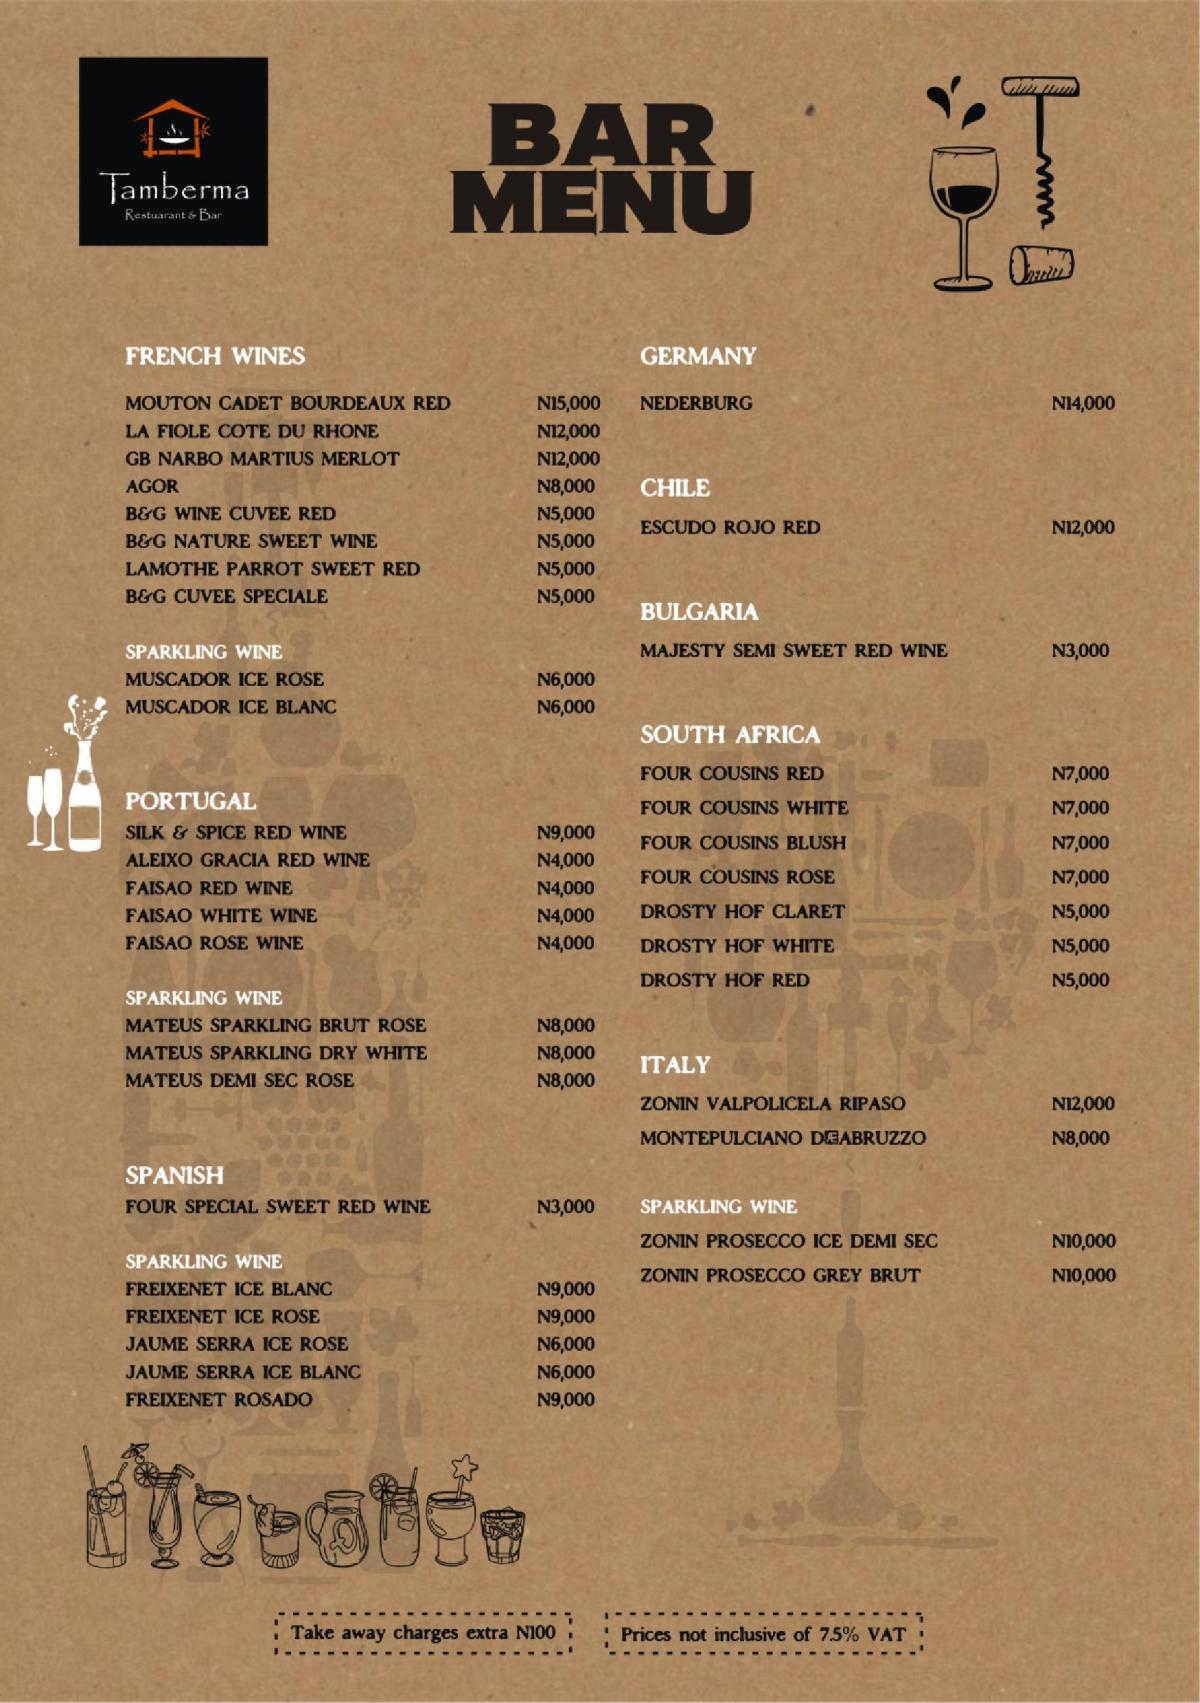 Tamberma
Restuarant & Bar
BAR
MENU
FRENCH WINES
MOUTON CADET BOURDEAUX RED N15,000
LA FIOLE COTE DU RHONE N12,000
GB NARBO MARTIUS MERLOT N12,000
AGOR N8,000
B&G WINE CUVEE RED N5,000
B&G NATURE SWEET WINE N5,000
LAMOTHE PARROT SWEET RED N5,000
B&G CUVEE SPECIALE N5,000
SPARKLING WINE
MUSCADOR ICE ROSE N6,000
MUSCADOR ICE BLANC N6,000
PORTUGAL
SILK & SPICE RED WINE N9,000
ALEIXO GRACIA RED WINE N4,000
FAISAO RED WINE N4,000
FAISAO WHITE WINE N4,000
FAISAO ROSE WINE N4,000
SPARKLING WINE
MATEUS SPARKLING BRUT ROSE N8,000
MATEUS SPARKLING DRY WHITE N8,000
MATEUS DEMI SEC ROSE N8,000
SPANISH
FOUR SPECIAL SWEET RED WINE N3,000
SPARKLING WINE
FREIXENET ICE BLANC N9,000
FREIXENET ICE ROSE N9,000
JAUME SERRA ICE ROSE N6,000
JAUME SERRA ICE BLANC N6,000
FREIXENET ROSADO N9,000
GERMANY
NEDERBURG N14,000
CHILE
ESCUDO ROJO RED N12,000
BULGARIA
MAJESTY SEMI SWEET RED WINE N3,000
SOUTH AFRICA
FOUR COUSINS RED N7,000
FOUR COUSINS WHITE N7,000
FOUR COUSINS BLUSH N7,000
FOUR COUSINS ROSE N7,000
DROSTY HOF CLARET N5,000
DROSTY HOF WHITE N5,000
DROSTY HOF RED N5,000
ITALY
ZONIN VALPOLICELA RIPASO N12,000
MONTEPULCIANO N8,000
SPARKLING WINE
ZONIN PROSECCO ICE DEMI SEC N10,000
ZONIN PROSECCO GREY BRUT N10,000
Take away charges extra N100
Prices not inclusive of 7.5% VAT